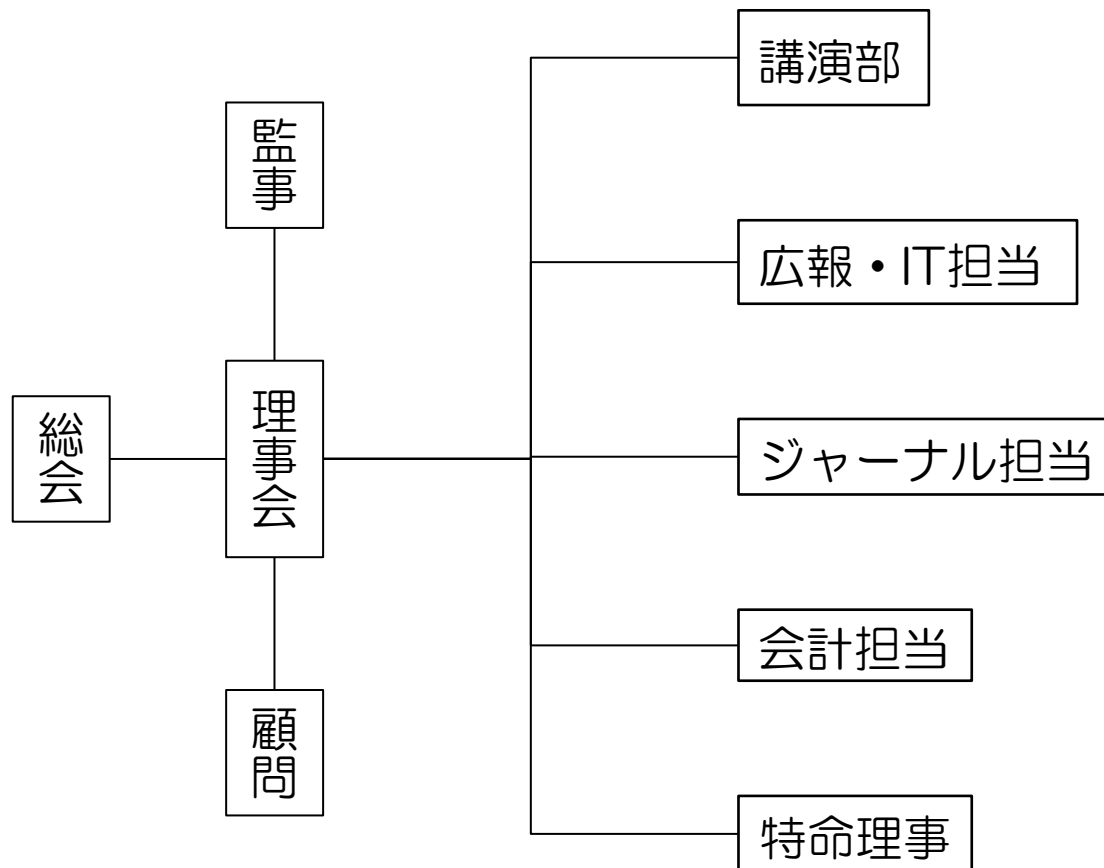 総会
監事
理事会
顧問
講演部
広報・IT担当
ジャーナル担当
会計担当
特命理事